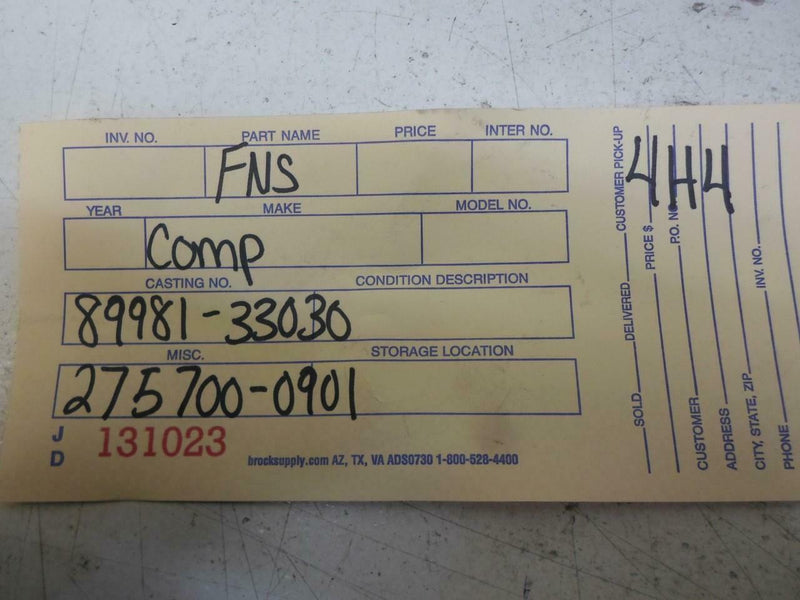 INV. NO. PART NAME PRICE INTER NO.
FNS
YEAR MAKE MODEL NO.
Comp
CASTING NO. CONDITION DESCRIPTION
89981-33030
MISC. STORAGE LOCATION
275700-0901
J D 131023
brocksupply.com AZ, TX, VA ADS0730 1-800-528-4400
4H4
SOLD DELIVERED CUSTOMER PICK-UP
PRICE $
P.O. NO.
CUSTOMER
ADDRESS
CITY, STATE, ZIP
INV. NO.
PHONE